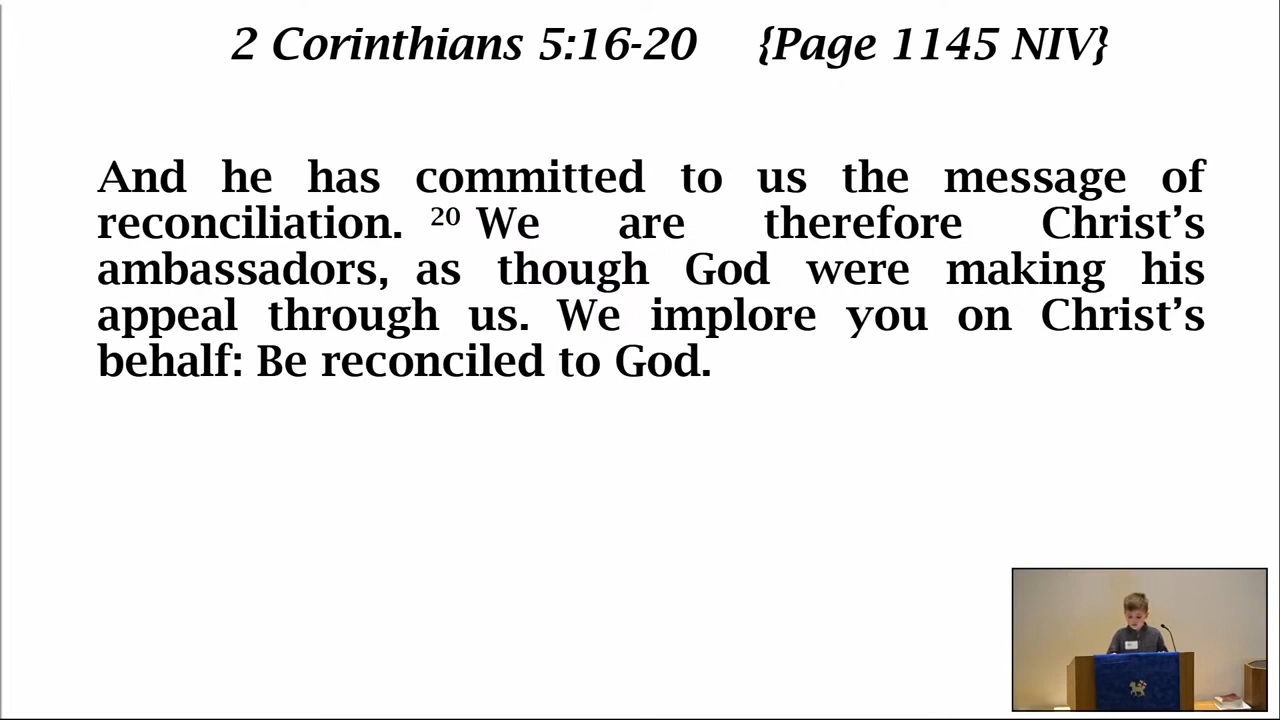 2 Corinthians 5:16-20 {Page 1145 NIV}
And he has committed to us the message of
reconciliation. ²⁰ We are therefore Christ’s
ambassadors, as though God were making his
appeal through us. We implore you on Christ’s
behalf: Be reconciled to God.